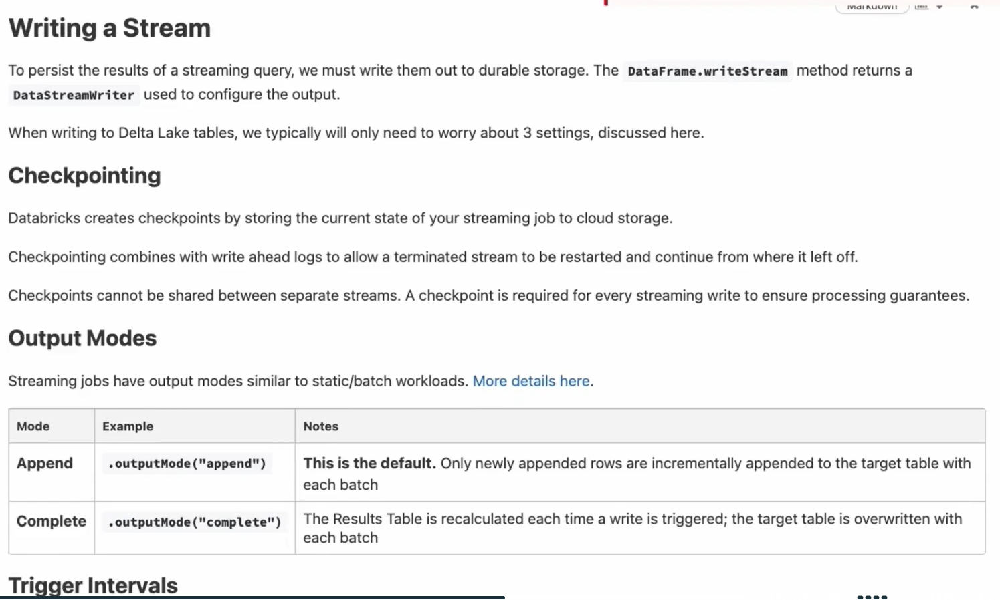 Markdown
Writing a Stream
To persist the results of a streaming query, we must write them out to durable storage. The DataFrame.writeStream method returns a
DataStreamWriter used to configure the output.
When writing to Delta Lake tables, we typically will only need to worry about 3 settings, discussed here.
Checkpointing
Databricks creates checkpoints by storing the current state of your streaming job to cloud storage.
Checkpointing combines with write ahead logs to allow a terminated stream to be restarted and continue from where it left off.
Checkpoints cannot be shared between separate streams. A checkpoint is required for every streaming write to ensure processing guarantees.
Output Modes
Streaming jobs have output modes similar to static/batch workloads. More details here.
Mode Example Notes
Append .outputMode("append") This is the default. Only newly appended rows are incrementally appended to the target table with
each batch
Complete .outputMode("complete") The Results Table is recalculated each time a write is triggered; the target table is overwritten with
each batch
Trigger Intervals